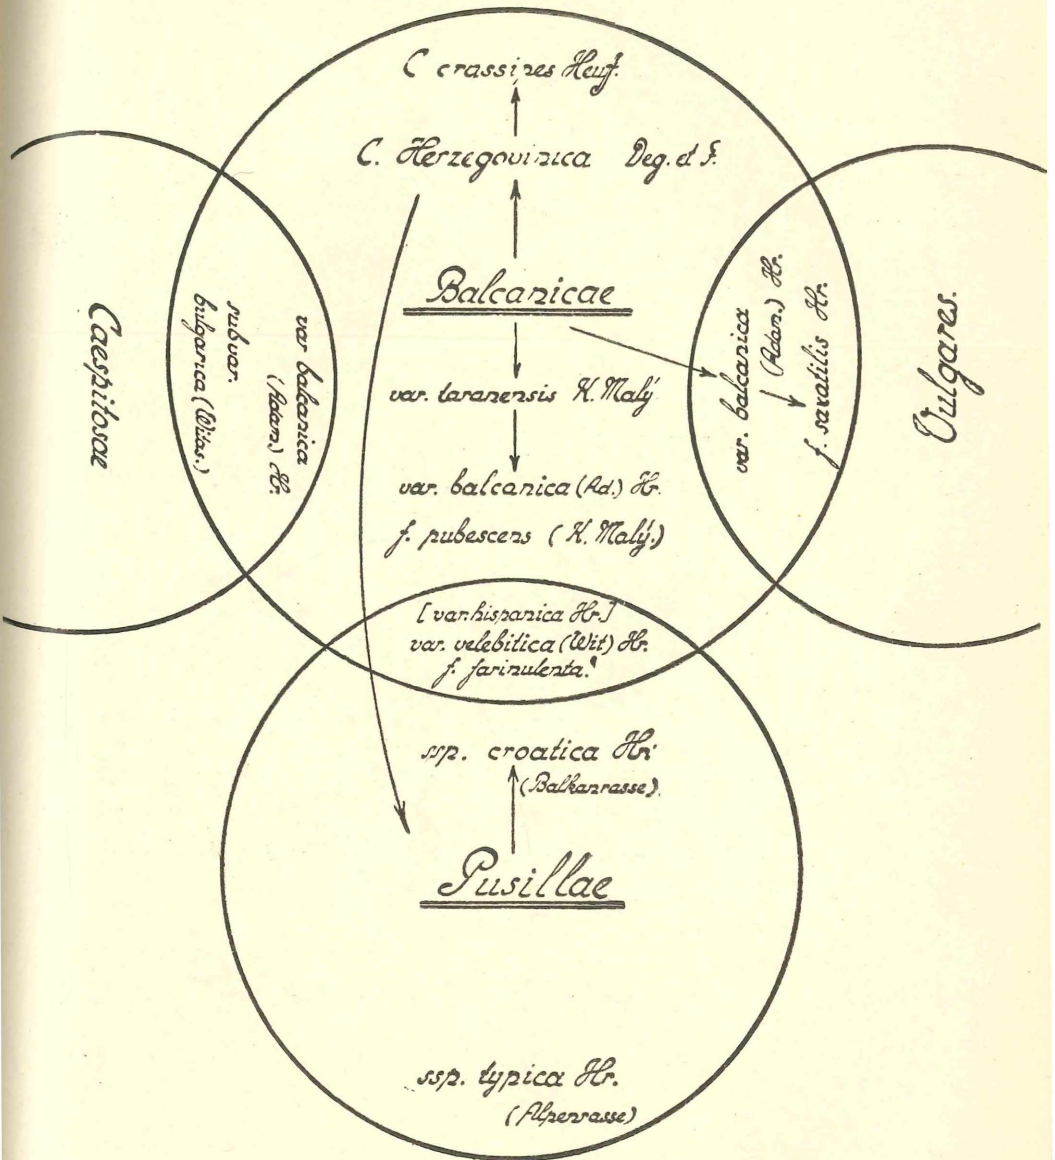 C crassipes Heuf.
C. Herzegovinica Deg. et F.
Balcanicae
var. taranensis K. Malý
var. balcanica (Ad.) Hr.
f. pubescens (K. Malý.)
Caespitosae
var balcanica
(Adam.) Hr.
subvar.
bulgarica (Witas.)
var. balcanica
(Adam.) Hr.
f. saxatilis Hr.
Vulgares.
[var. hispanica Hr.]
var. velebitica (Wit) Hr.
f. farinulenta.
ssp. croatica Hr
(Balkanrasse).
Pusillae
ssp. typica Hr.
(Alpenrasse)